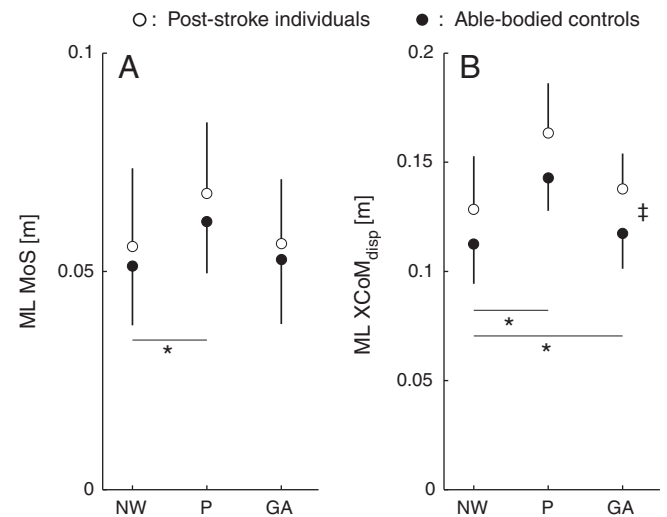 ○ : Post-stroke individuals ● : Able-bodied controls
A
0.1
0.05
0
ML MoS [m]
*
NW P GA
B
0.2
0.15
0.1
0.05
0
ML XCoM_disp [m]
‡
*
*
NW P GA